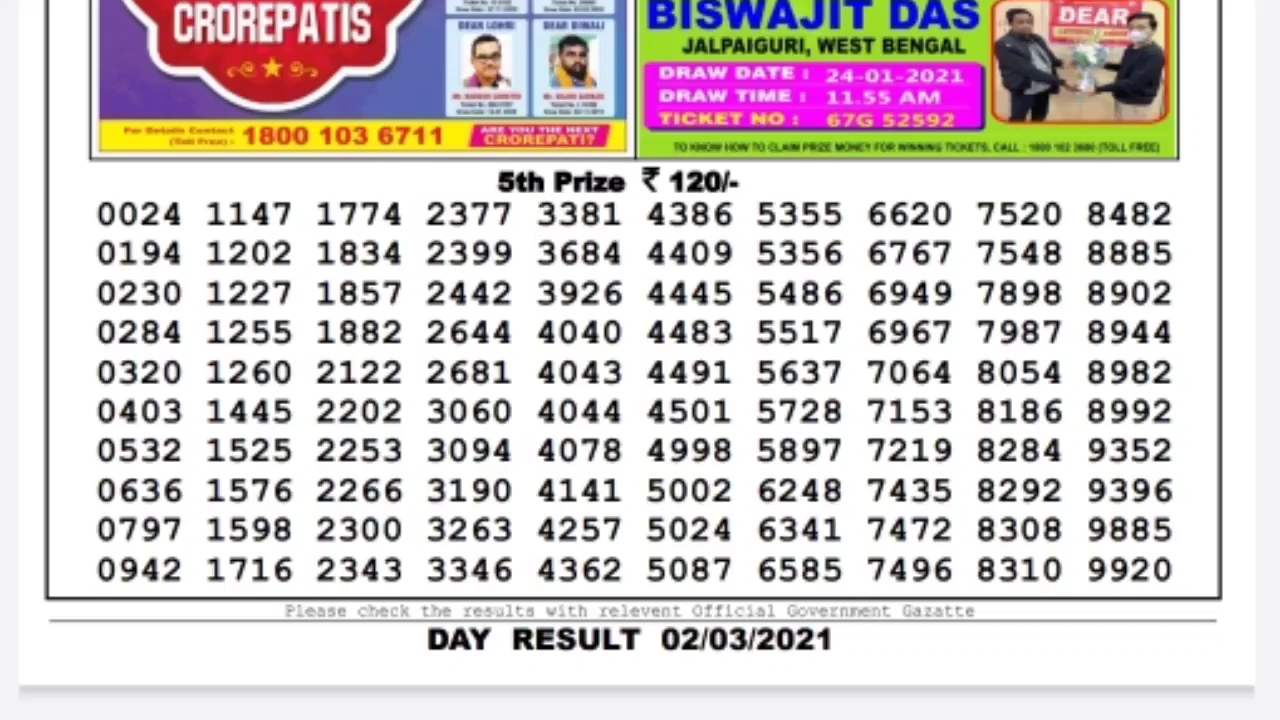 CROREPATIS
DEAR LOHRI
DEAR DIWALI
For Details Contact
(Toll Free) :-
1800 103 6711
ARE YOU THE NEXT
CROREPATI?
BISWAJIT DAS
JALPAIGURI, WEST BENGAL
DRAW DATE : 24-01-2021
DRAW TIME : 11.55 AM
TICKET NO : 67G 52592
DEAR
TO KNOW HOW TO CLAIM PRIZE MONEY FOR WINNING TICKETS, CALL :
(TOLL FREE)
5th Prize ₹ 120/-
0024 1147 1774 2377 3381 4386 5355 6620 7520 8482
0194 1202 1834 2399 3684 4409 5356 6767 7548 8885
0230 1227 1857 2442 3926 4445 5486 6949 7898 8902
0284 1255 1882 2644 4040 4483 5517 6967 7987 8944
0320 1260 2122 2681 4043 4491 5637 7064 8054 8982
0403 1445 2202 3060 4044 4501 5728 7153 8186 8992
0532 1525 2253 3094 4078 4998 5897 7219 8284 9352
0636 1576 2266 3190 4141 5002 6248 7435 8292 9396
0797 1598 2300 3263 4257 5024 6341 7472 8308 9885
0942 1716 2343 3346 4362 5087 6585 7496 8310 9920
Please check the results with relevent Official Government Gazatte
DAY RESULT 02/03/2021